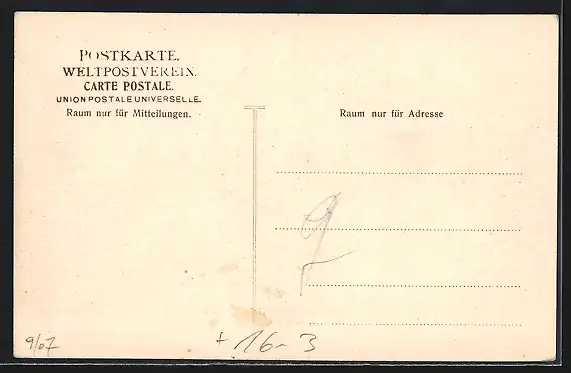 POSTKARTE.
WELTPOSTVEREIN.
CARTE POSTALE.
UNION POSTALE UNIVERSELLE.
Raum nur für Mitteilungen.
Raum nur für Adresse
9
9/07
+ 16-3